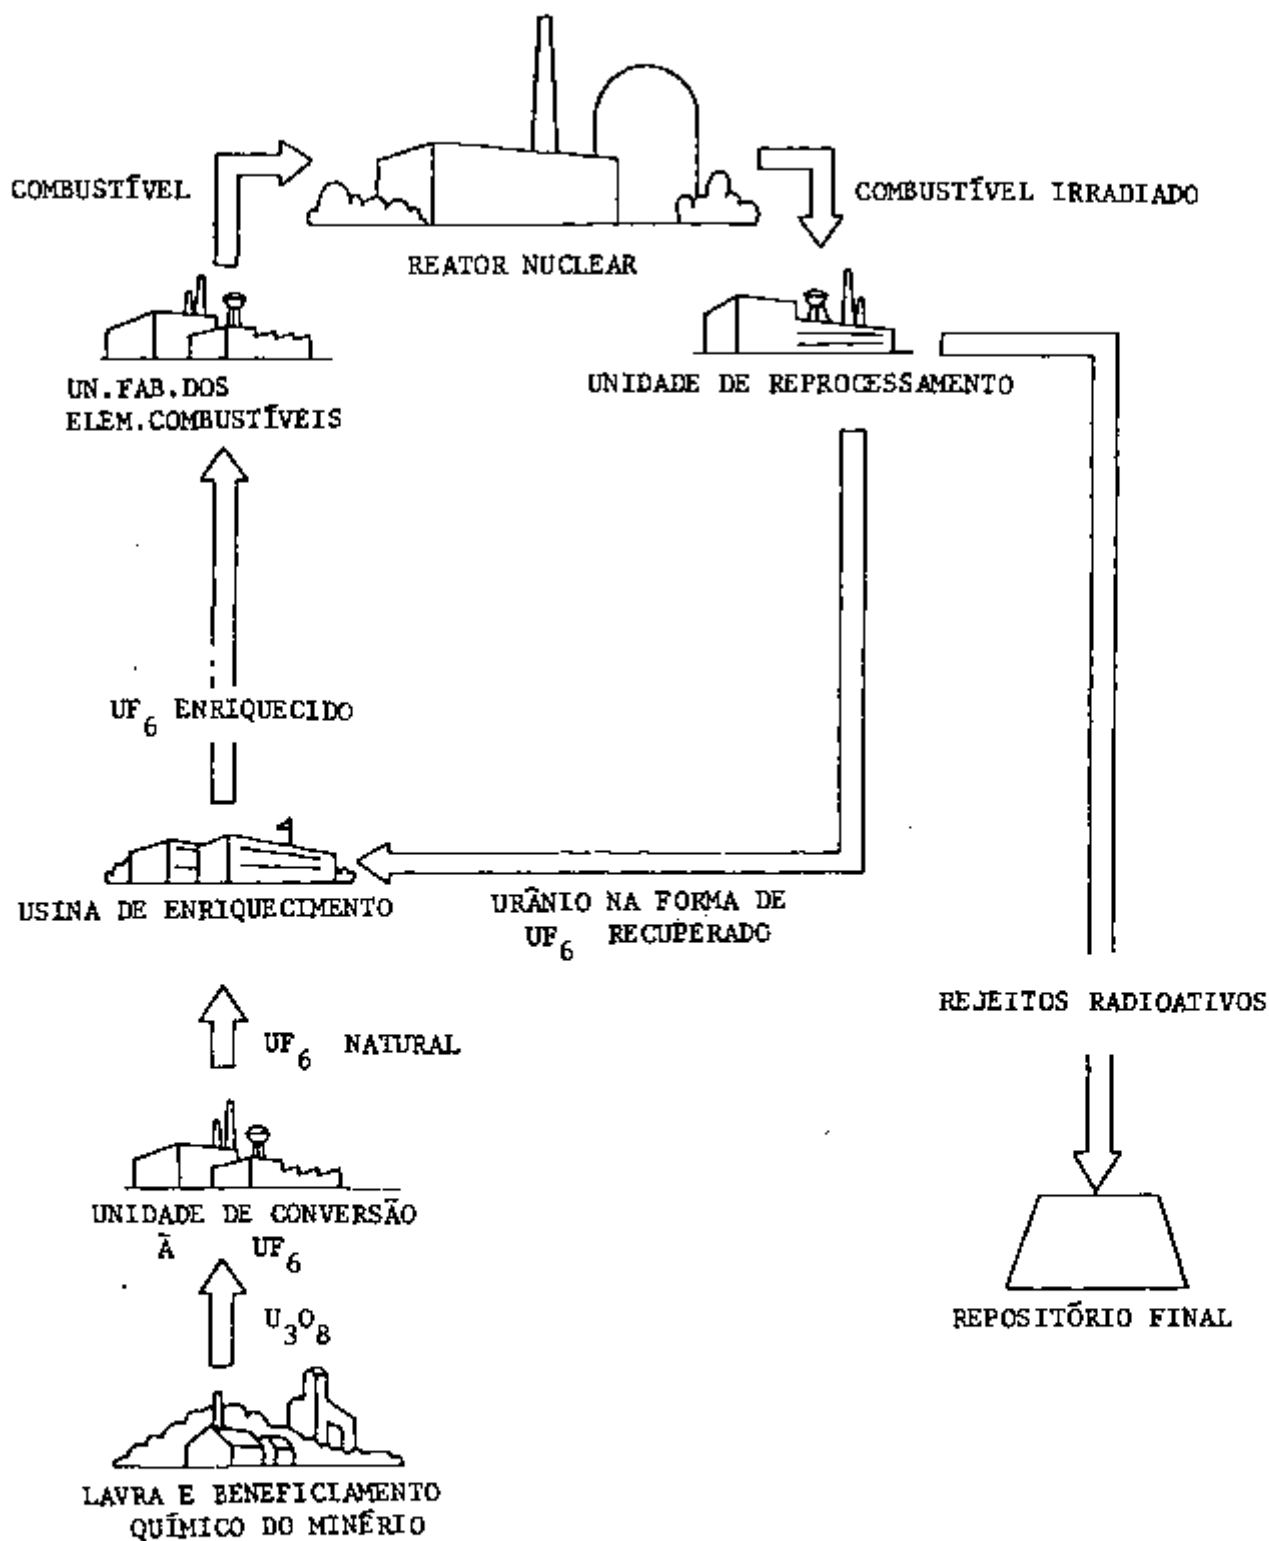 COMBUSTÍVEL
COMBUSTÍVEL IRRADIADO
REATOR NUCLEAR
UN.FAB.DOS
ELEM.COMBUSTÍVEIS
UNIDADE DE REPROCESSAMENTO
UF6 ENRIQUECIDO
USINA DE ENRIQUECIMENTO
URÂNIO NA FORMA DE
UF6 RECUPERADO
REJEITOS RADIOATIVOS
UF6 NATURAL
UNIDADE DE CONVERSÃO
À UF6
U3O8
REPOSITÓRIO FINAL
LAVRA E BENEFICIAMENTO
QUÍMICO DO MINÉRIO